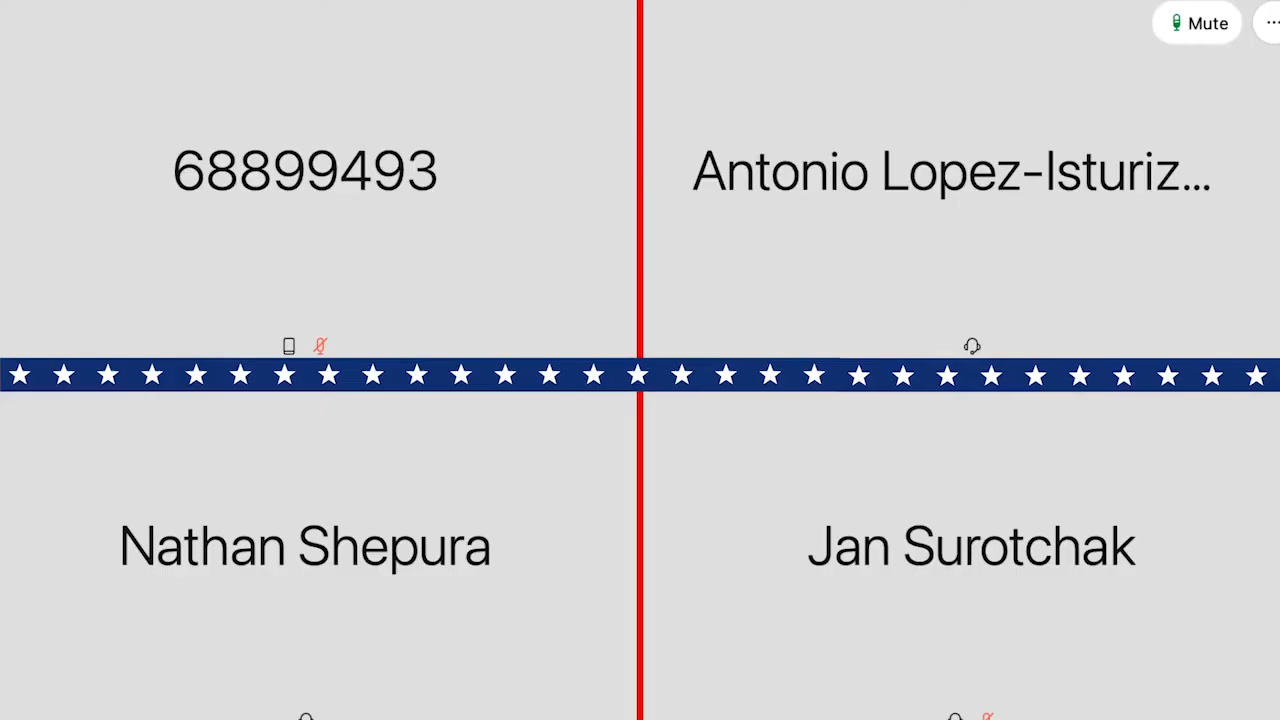 Mute
68899493
Antonio Lopez-Isturiz...
Nathan Shepura
Jan Surotchak